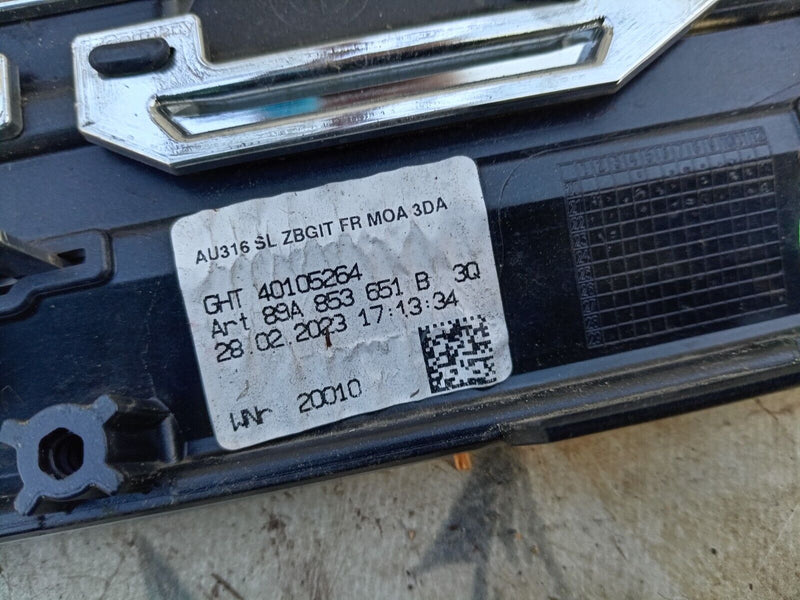 AU316 SL ZBGIT FR MOA 3DA
GHT 40105264
Art 89A 853 651 B 3Q
28.02.2023 17:13:34
WNr 20010